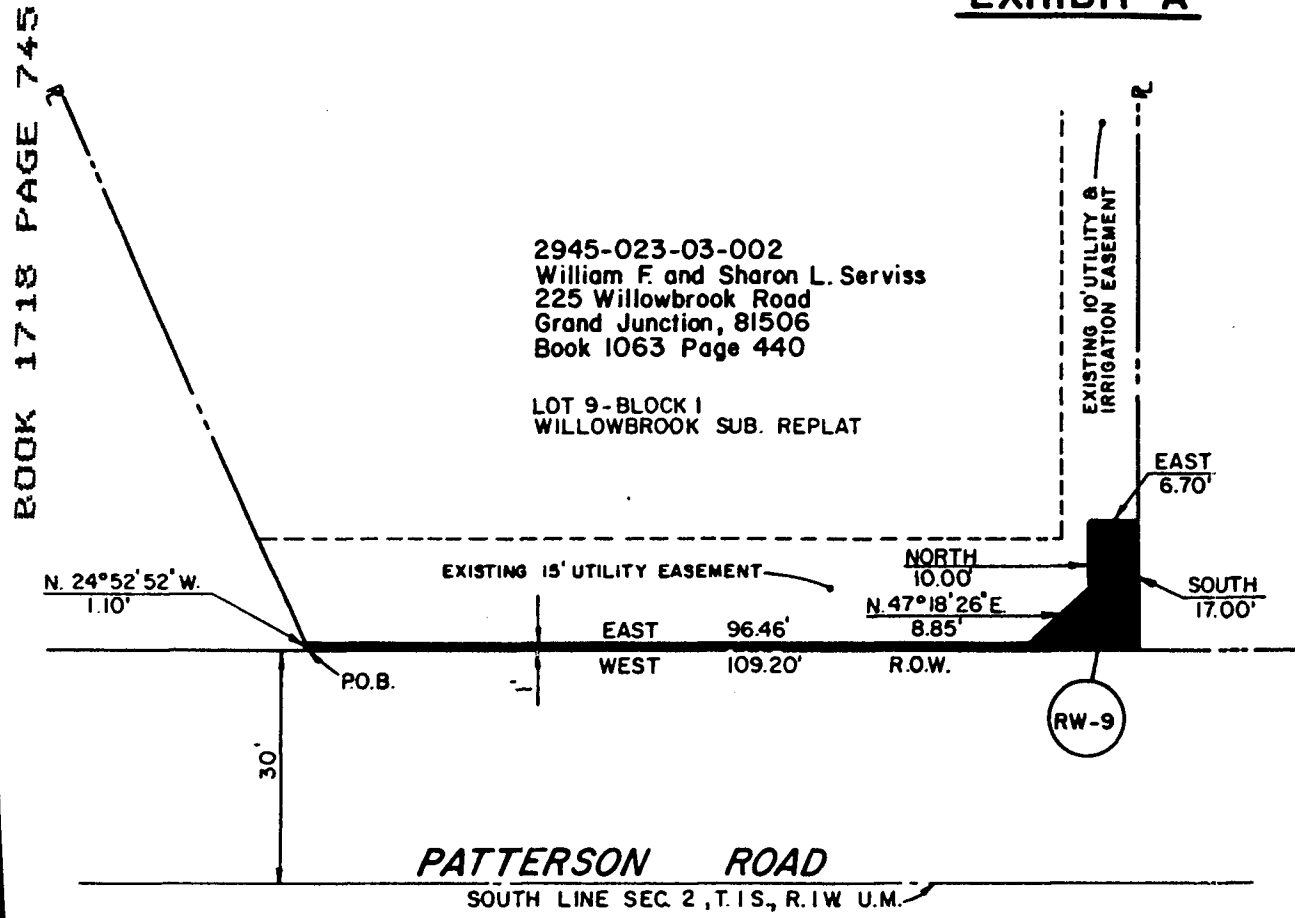 EXHIBIT A
BOOK 1718 PAGE 745
2945-023-03-002
William F. and Sharon L. Serviss
225 Willowbrook Road
Grand Junction, 81506
Book 1063 Page 440
LOT 9-BLOCK 1
WILLOWBROOK SUB. REPLAT
EXISTING 10' UTILITY &
IRRIGATION EASEMENT
EAST
6.70'
N. 24°52'52" W.
1.10'
EXISTING 15' UTILITY EASEMENT
NORTH
10.00'
SOUTH
17.00'
N. 47°18'26" E.
EAST 96.46' 8.85'
WEST 109.20' R.O.W.
P.O.B.
1'
RW-9
30'
PATTERSON ROAD
SOUTH LINE SEC. 2, T. 1 S., R. 1 W. U.M.